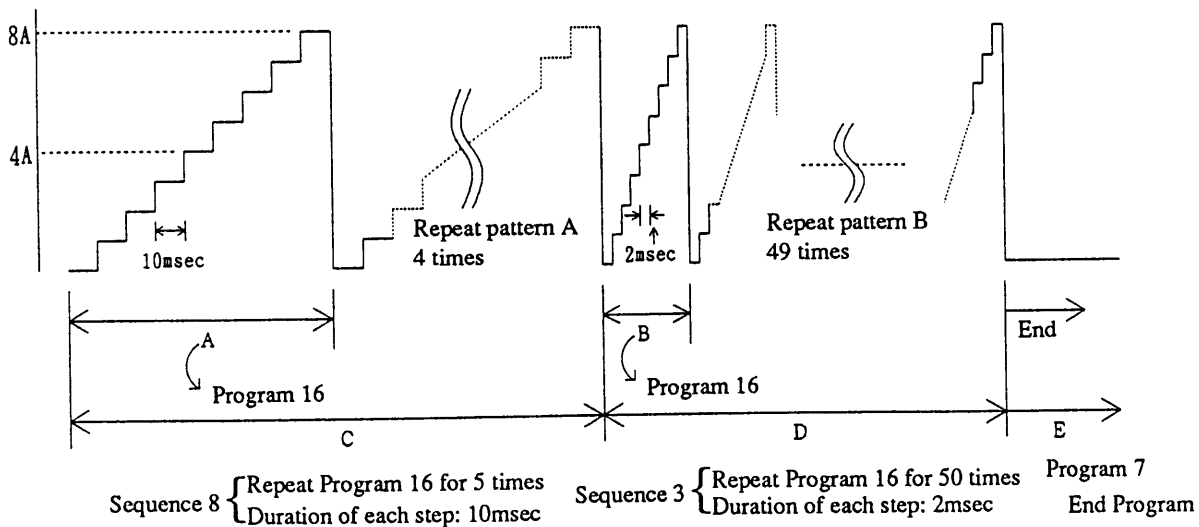 8A
4A
10msec
Repeat pattern A
4 times
2msec
Repeat pattern B
49 times
A
Program 16
B
Program 16
End
C
D
E
Sequence 8 { Repeat Program 16 for 5 times
Duration of each step: 10msec
Sequence 3 { Repeat Program 16 for 50 times
Duration of each step: 2msec
Program 7
End Program